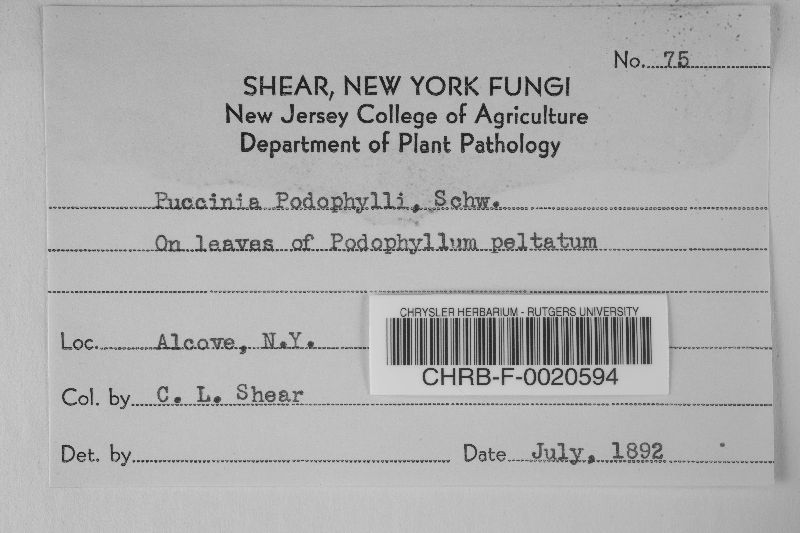 No. 75
SHEAR, NEW YORK FUNGI
New Jersey College of Agriculture
Department of Plant Pathology
Puccinia Podophylli, Schw.
On leaves of Podophyllum peltatum
Loc. Alcove, N.Y.
CHRYSLER HERBARIUM - RUTGERS UNIVERSITY
CHRB-F-0020594
Col. by C. L. Shear
Det. by
Date July, 1892